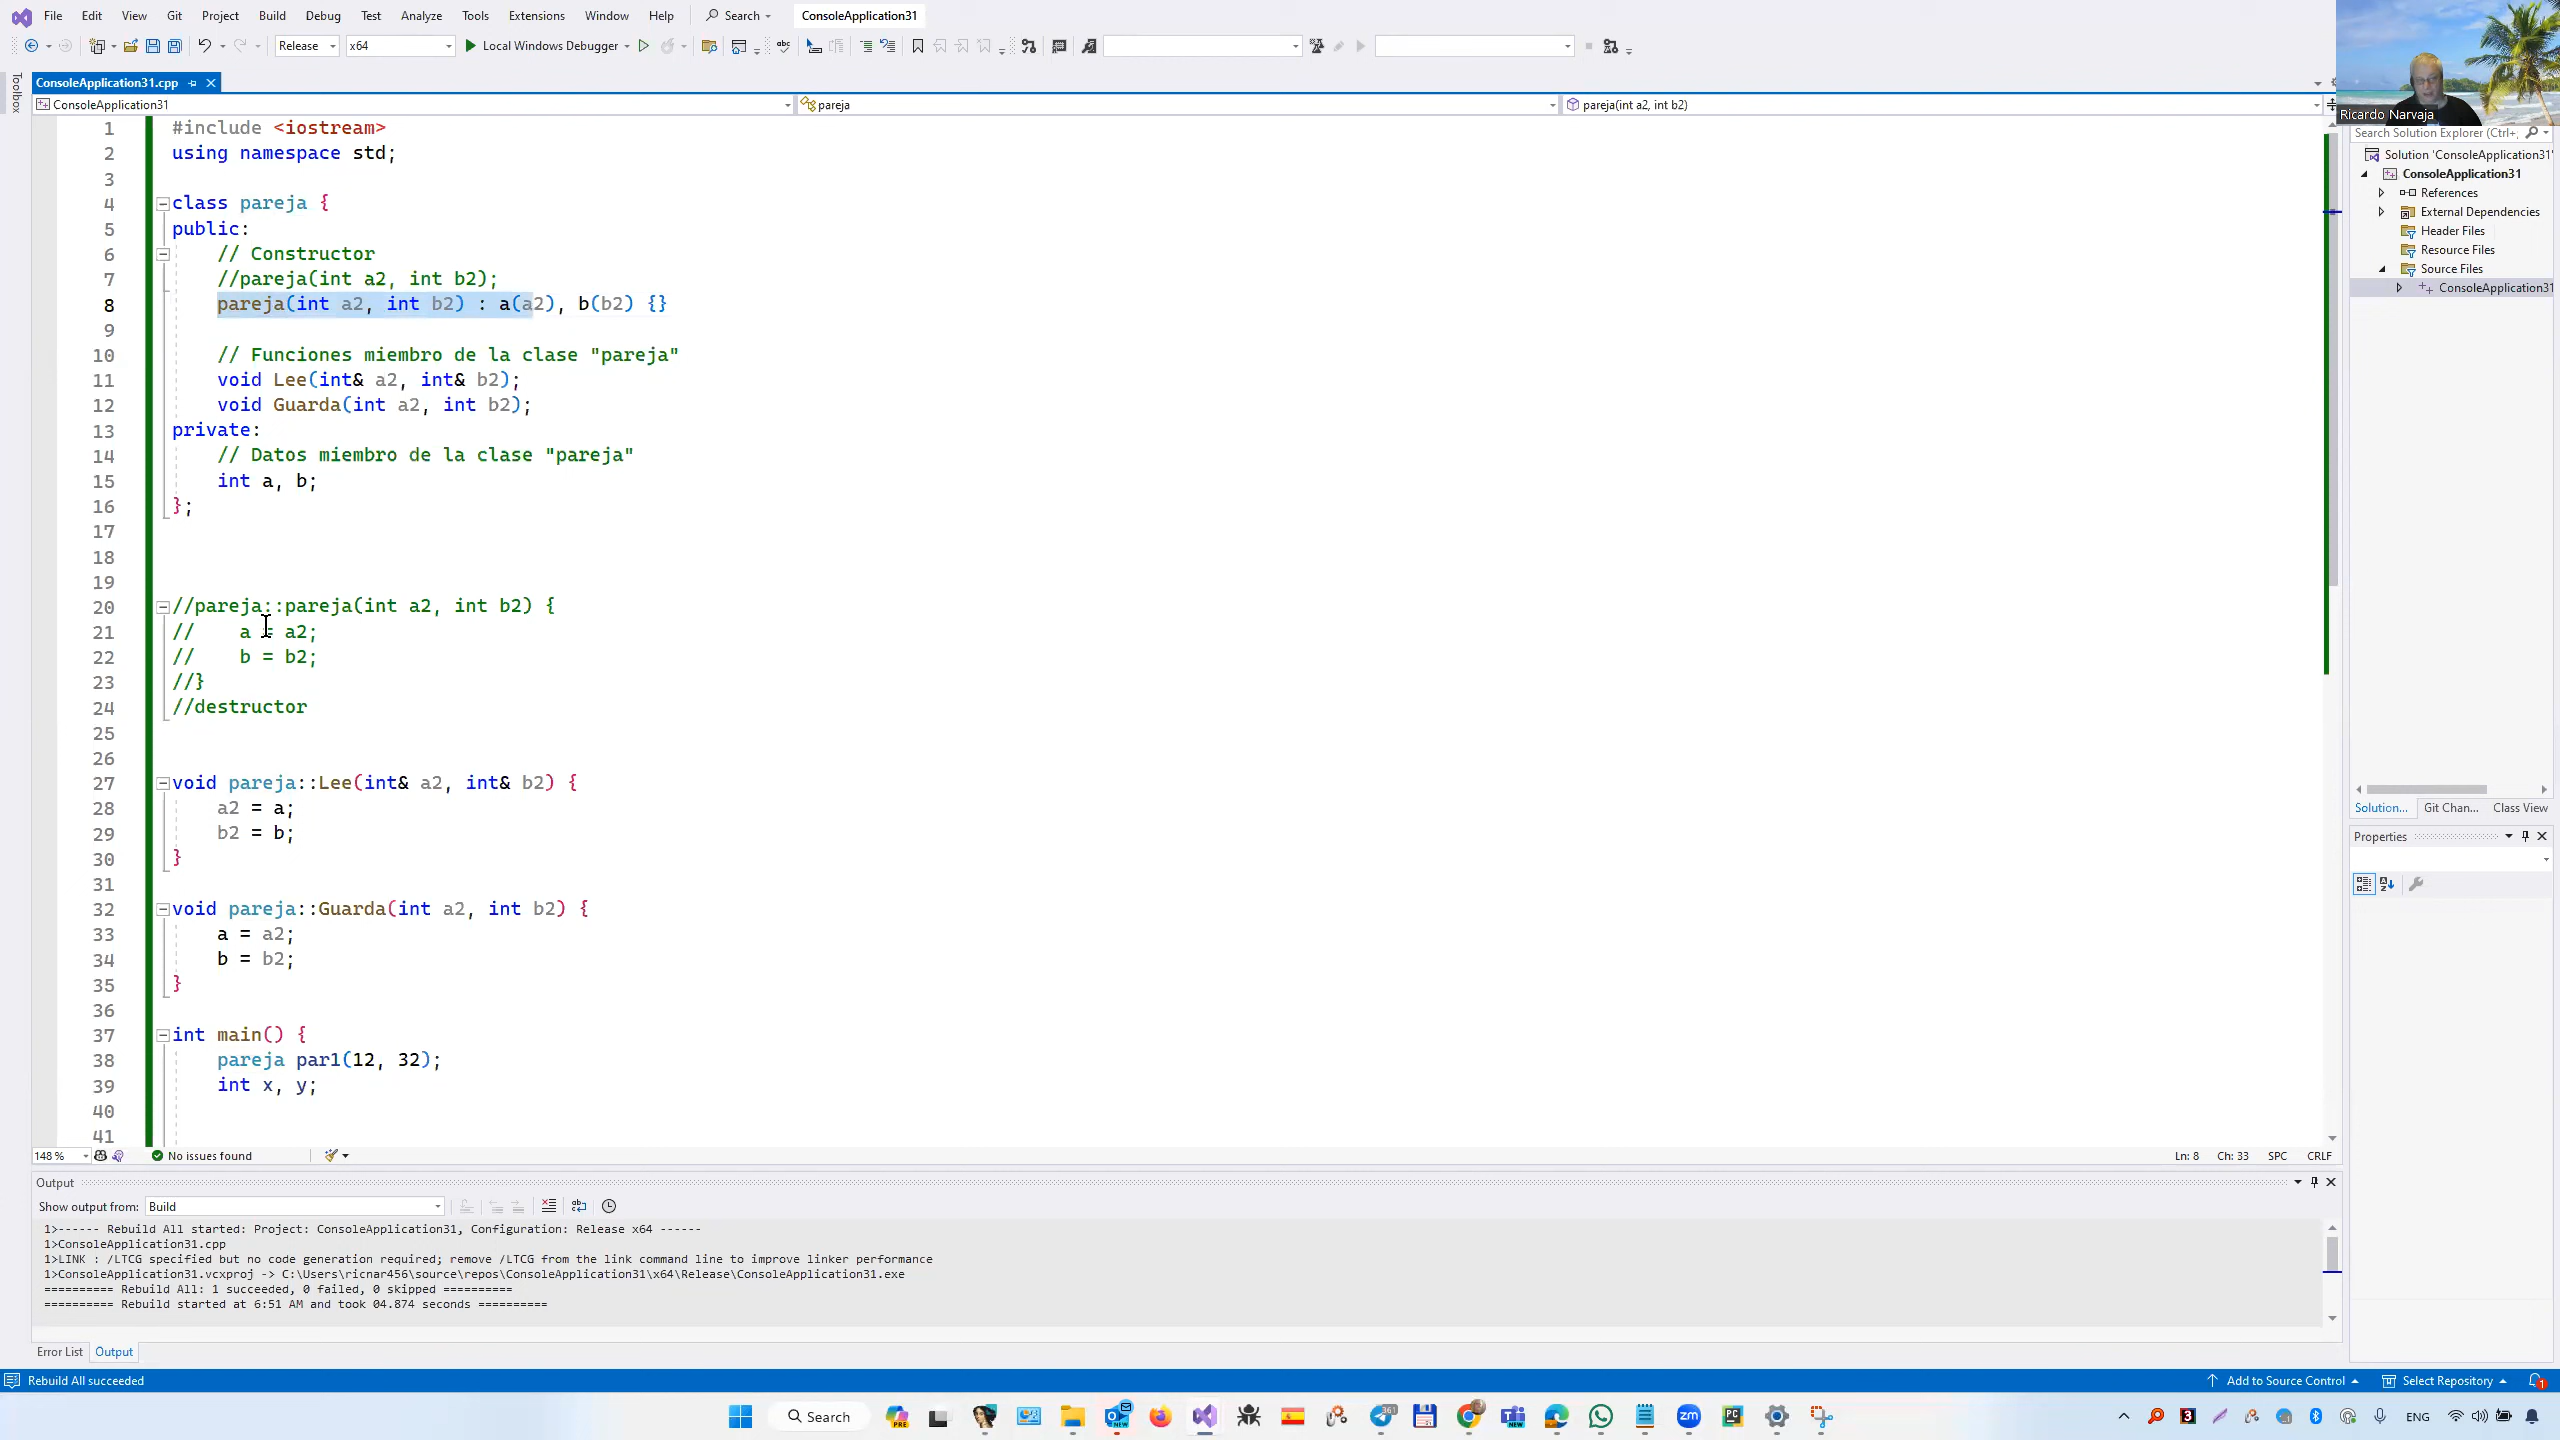 File Edit View Git Project Build Debug Test Analyze Tools Extensions Window Help Search ConsoleApplication31
Release x64 Local Windows Debugger
Ricardo Narvaja
Toolbox
ConsoleApplication31.cpp
ConsoleApplication31 pareja pareja(int a2, int b2)
1 #include <iostream>
2 using namespace std;
3
4 class pareja {
5 public:
6 // Constructor
7 //pareja(int a2, int b2);
8 pareja(int a2, int b2) : a(a2), b(b2) {}
9
10 // Funciones miembro de la clase "pareja"
11 void Lee(int& a2, int& b2);
12 void Guarda(int a2, int b2);
13 private:
14 // Datos miembro de la clase "pareja"
15 int a, b;
16 };
17
18
19
20 //pareja::pareja(int a2, int b2) {
21 // a = a2;
22 // b = b2;
23 //}
24 //destructor
25
26
27 void pareja::Lee(int& a2, int& b2) {
28 a2 = a;
29 b2 = b;
30 }
31
32 void pareja::Guarda(int a2, int b2) {
33 a = a2;
34 b = b2;
35 }
36
37 int main() {
38 pareja par1(12, 32);
39 int x, y;
40
41
148 % No issues found Ln: 8 Ch: 33 SPC CRLF
Output
Show output from: Build
1>------ Rebuild All started: Project: ConsoleApplication31, Configuration: Release x64 ------
1>ConsoleApplication31.cpp
1>LINK : /LTCG specified but no code generation required; remove /LTCG from the link command line to improve linker performance
1>ConsoleApplication31.vcxproj -> C:\Users\ricnar456\source\repos\ConsoleApplication31\x64\Release\ConsoleApplication31.exe
========== Rebuild All: 1 succeeded, 0 failed, 0 skipped ==========
========== Rebuild started at 6:51 AM and took 04.874 seconds ==========
Error List Output
Search Solution Explorer (Ctrl+;
Solution 'ConsoleApplication31'
ConsoleApplication31
References
External Dependencies
Header Files
Resource Files
Source Files
ConsoleApplication31
Solution... Git Chan... Class View
Properties
Rebuild All succeeded Add to Source Control Select Repository 1
Search PRE NEW 361 NEW zm PC 3 ENG